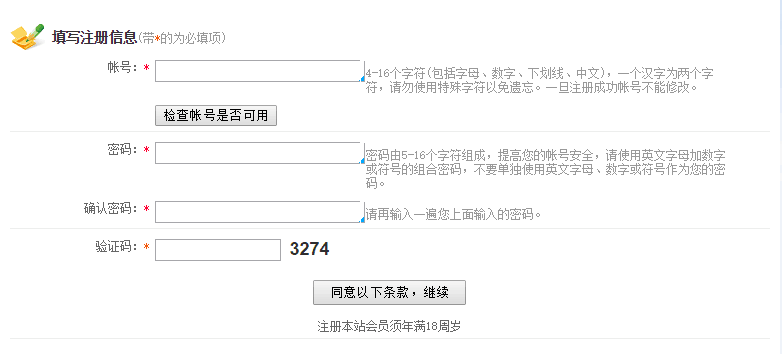 填写注册信息(带*的为必填项)
帐号：*
4-16个字符(包括字母、数字、下划线、中文)，一个汉字为两个字
符，请勿使用特殊字符以免遗忘。一旦注册成功帐号不能修改。
检查帐号是否可用
密码：*
密码由5-16个字符组成，提高您的帐号安全，请使用英文字母加数字
或符号的组合密码，不要单独使用英文字母、数字或符号作为您的密
码。
确认密码：*
请再输入一遍您上面输入的密码。
验证码：* 3274
同意以下条款，继续
注册本站会员须年满18周岁